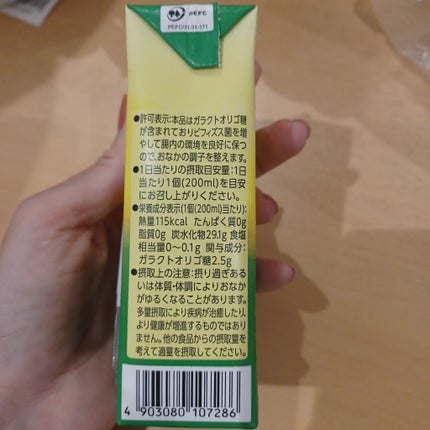 PEFC
PEFC/31-31-171
●許可表示:本品はガラクトオリゴ糖
が含まれておりビフィズス菌を増
やして腸内の環境を良好に保つ
ので、おなかの調子を整えます。
●1日当たりの摂取目安量:1日
当たり1個(200ml)を目安
にお召し上がりください。
●栄養成分表示(1個(200ml)当たり):
熱量115kcal たんぱく質0g
脂質0g 炭水化物29.1g 食塩
相当量0〜0.1g 関与成分:
ガラクトオリゴ糖2.5g
●摂取上の注意:摂り過ぎある
いは体質・体調によりおなか
がゆるくなることがあります。
多量摂取により疾病が治癒したり、
より健康が増進するものではあり
ません。他の食品からの摂取量を
考えて適量を摂取してください。
4 903080 107286